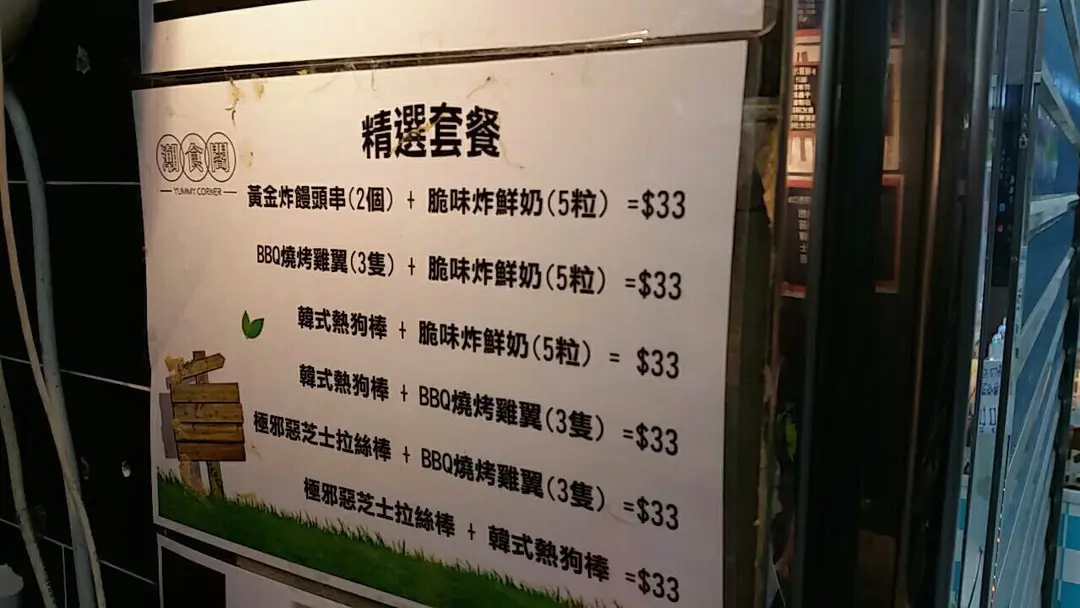 精選套餐
潮食閣
YUMMY CORNER
黃金炸饅頭串(2個) + 脆味炸鮮奶(5粒) =$33
BBQ燒烤雞翼(3隻) + 脆味炸鮮奶(5粒) =$33
韓式熱狗棒 + 脆味炸鮮奶(5粒) = $33
韓式熱狗棒 + BBQ燒烤雞翼(3隻) =$33
極邪惡芝士拉絲棒 + BBQ燒烤雞翼(3隻) =$33
極邪惡芝士拉絲棒 + 韓式熱狗棒 =$33